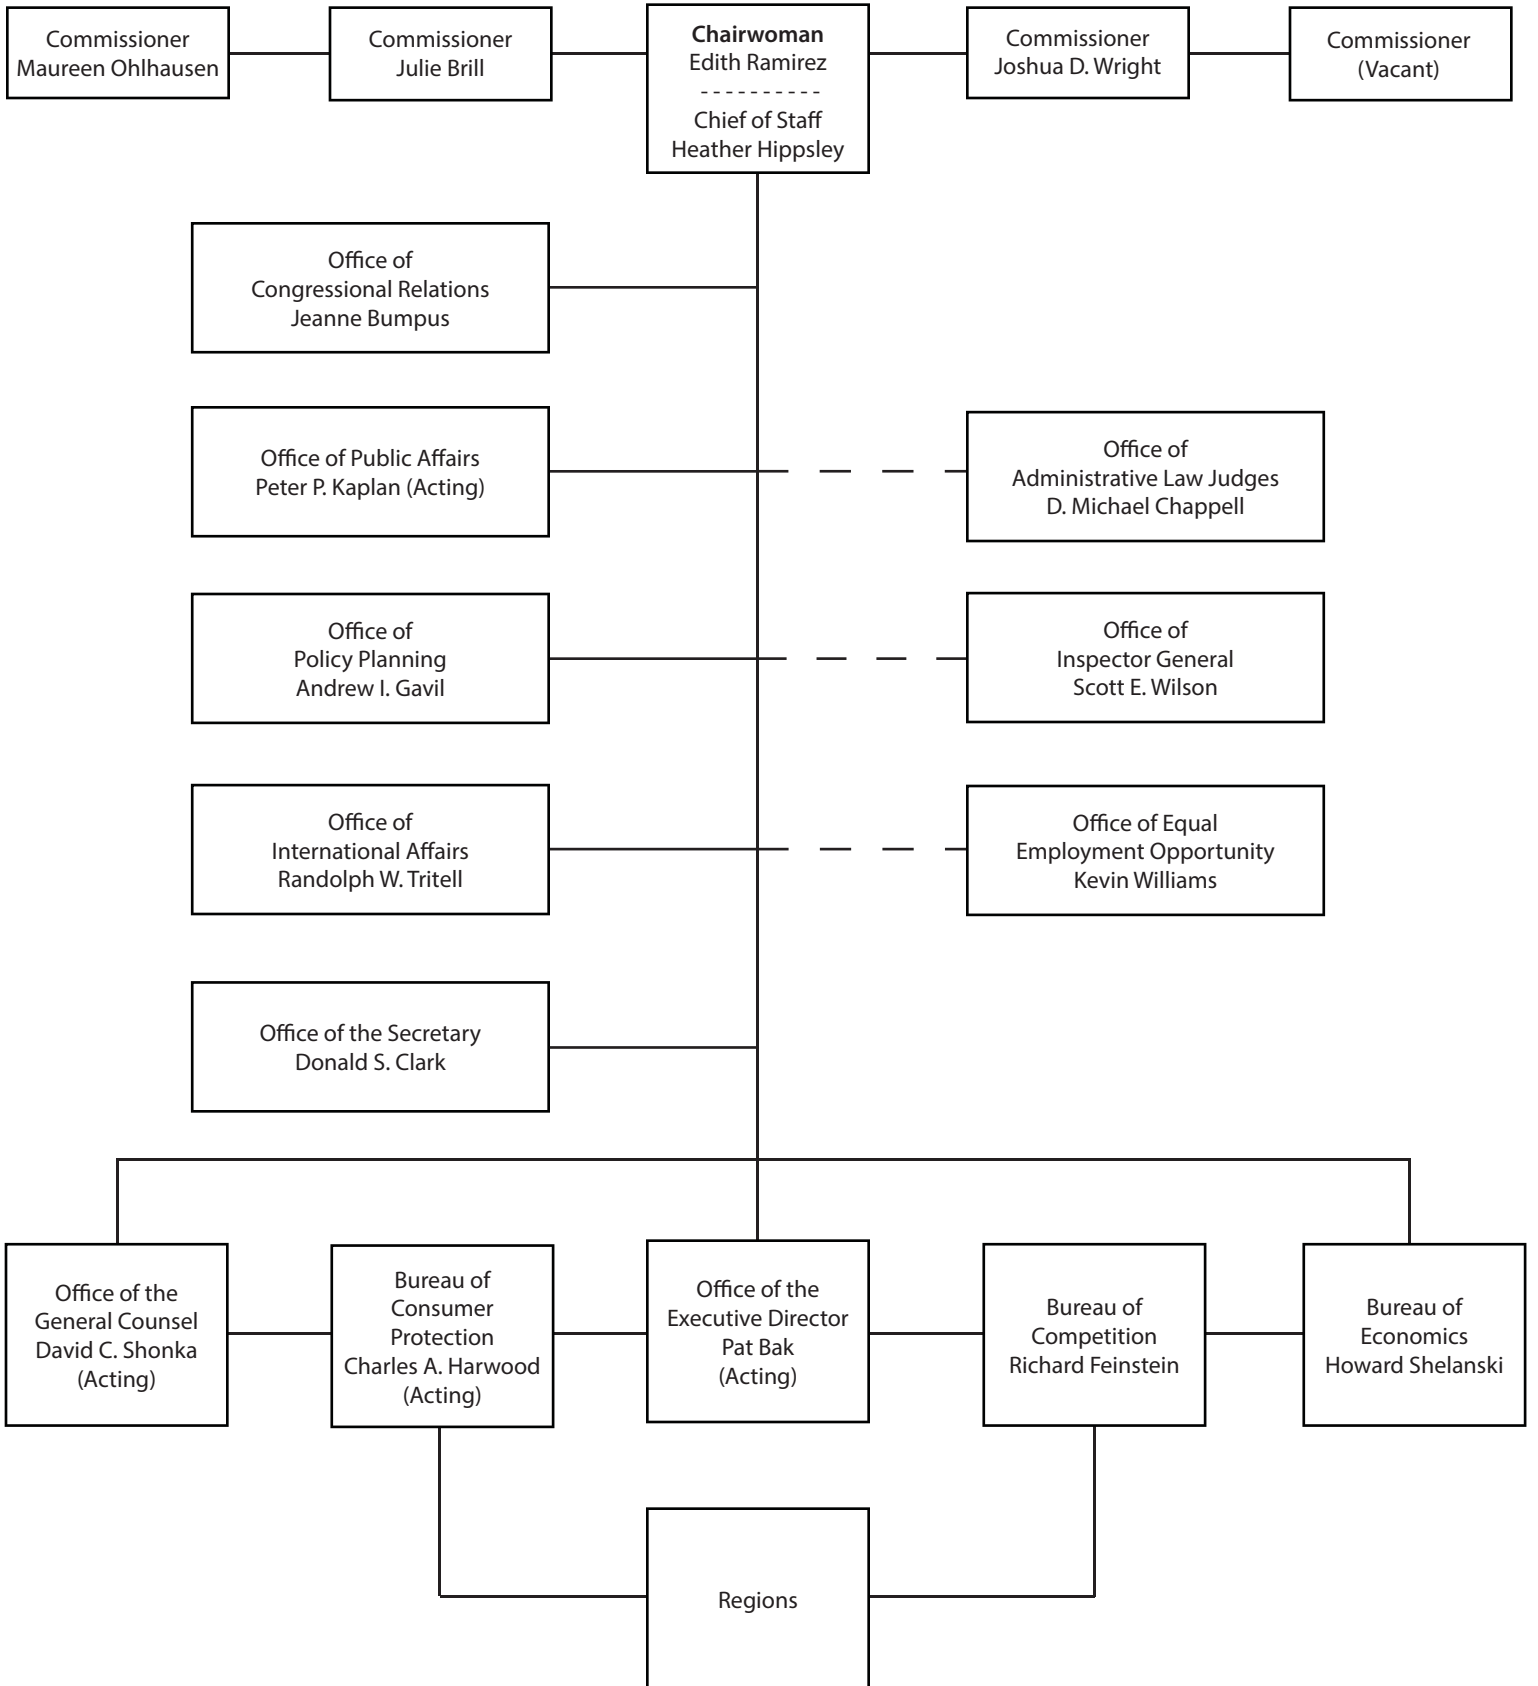 Commissioner
Maureen Ohlhausen
Commissioner
Julie Brill
Chairwoman
Edith Ramirez
----------
Chief of Staff
Heather Hippsley
Commissioner
Joshua D. Wright
Commissioner
(Vacant)
Office of
Congressional Relations
Jeanne Bumpus
Office of Public Affairs
Peter P. Kaplan (Acting)
Office of
Administrative Law Judges
D. Michael Chappell
Office of
Policy Planning
Andrew I. Gavil
Office of
Inspector General
Scott E. Wilson
Office of
International Affairs
Randolph W. Tritell
Office of Equal
Employment Opportunity
Kevin Williams
Office of the Secretary
Donald S. Clark
Office of the
General Counsel
David C. Shonka
(Acting)
Bureau of
Consumer
Protection
Charles A. Harwood
(Acting)
Office of the
Executive Director
Pat Bak
(Acting)
Bureau of
Competition
Richard Feinstein
Bureau of
Economics
Howard Shelanski
Regions